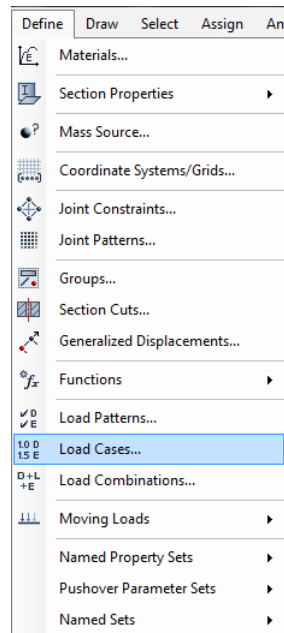 Define Draw Select Assign An
Materials...
Section Properties
Mass Source...
Coordinate Systems/Grids...
Joint Constraints...
Joint Patterns...
Groups...
Section Cuts...
Generalized Displacements...
Functions
Load Patterns...
1.0 D
1.5 E
Load Cases...
D+L
+E
Load Combinations...
Moving Loads
Named Property Sets
Pushover Parameter Sets
Named Sets